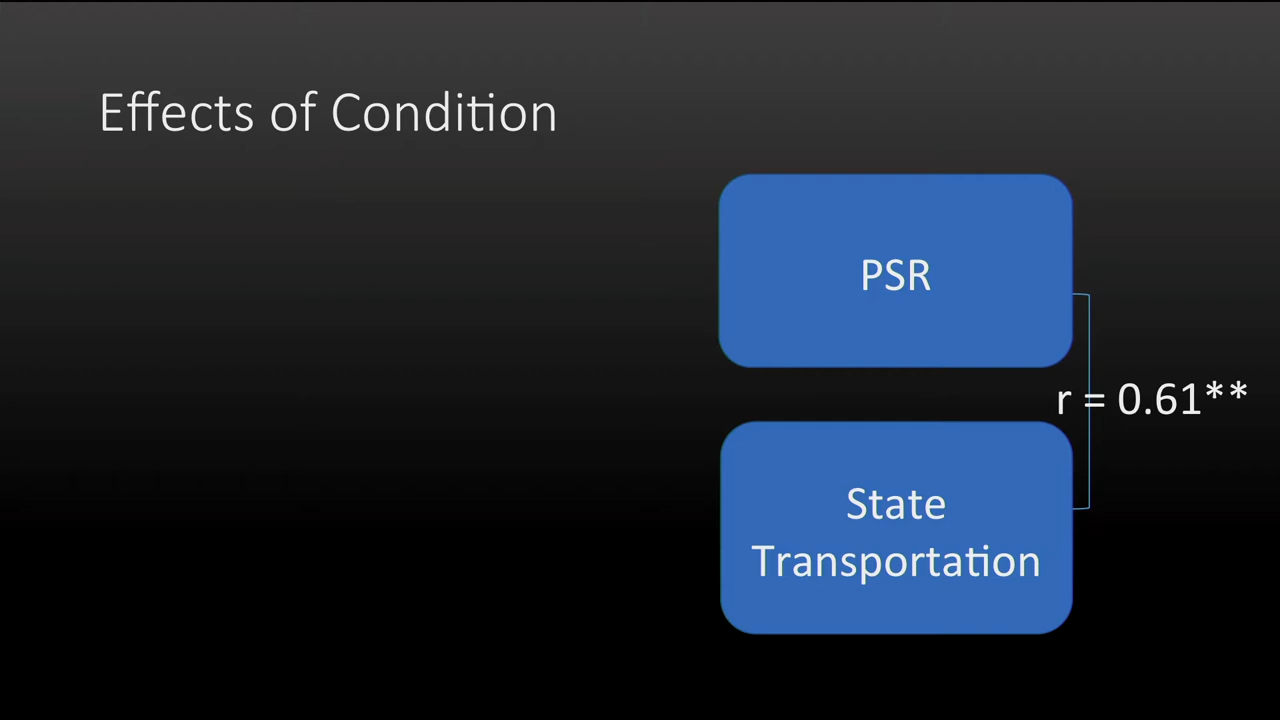 Effects of Condition
PSR
r = 0.61**
State
Transportation